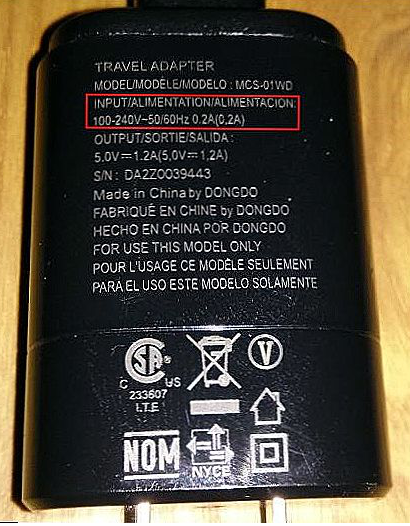 TRAVEL ADAPTER
MODEL/MODÈLE/MODELO : MCS-01WD
INPUT/ALIMENTATION/ALIMENTACION:
100-240V~50/60Hz 0.2A(0,2A)
OUTPUT/SORTIE/SALIDA :
5.0V⎓1.2A(5,0V⎓1,2A)
S/N : DA2Z0039443
Made in China by DONGDO
FABRIQUÉ EN CHINE by DONGDO
HECHO EN CHINA POR DONGDO
FOR USE THIS MODEL ONLY
POUR L'USAGE CE MODÈLE SEULEMENT
PARA EL USO ESTE MODELO SOLAMENTE
C SA US
V
233607
I.T.E
NOM
NYCE